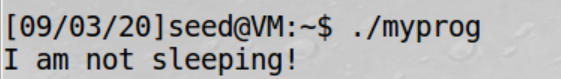 [09/03/20]seed@VM:~$ ./myprog
I am not sleeping!